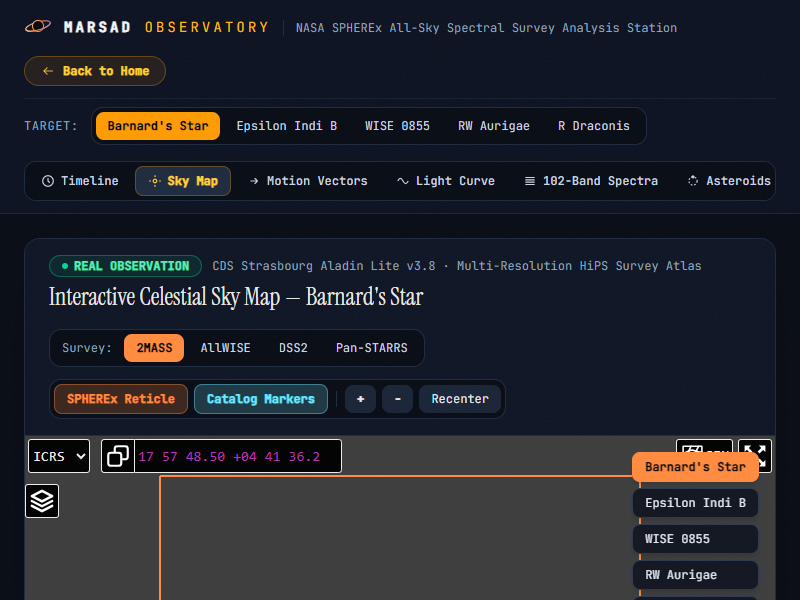 MARSAD OBSERVATORY NASA SPHEREx All-Sky Spectral Survey Analysis Station
← Back to Home
TARGET: Barnard's Star Epsilon Indi B WISE 0855 RW Aurigae R Draconis
Timeline Sky Map Motion Vectors Light Curve 102-Band Spectra Asteroids
REAL OBSERVATION CDS Strasbourg Aladin Lite v3.8 · Multi-Resolution HiPS Survey Atlas
Interactive Celestial Sky Map — Barnard's Star
Survey: 2MASS AllWISE DSS2 Pan-STARRS
SPHEREx Reticle Catalog Markers + - Recenter
ICRS 17 57 48.50 +04 41 36.2
Barnard's Star
Epsilon Indi B
WISE 0855
RW Aurigae